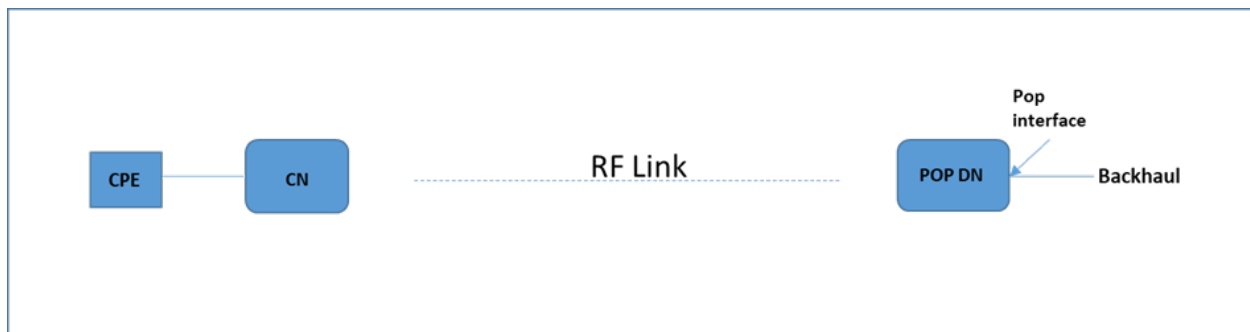 CPE
CN
RF Link
POP DN
Pop
interface
Backhaul